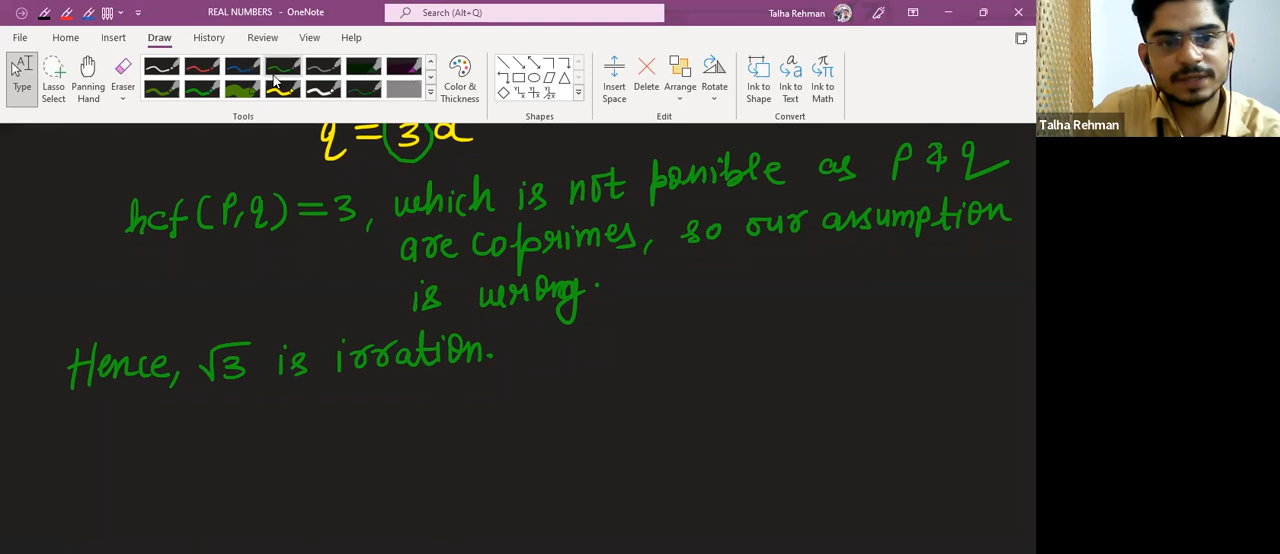 REAL NUMBERS - OneNote
Search (Alt+Q)
Talha Rehman
File Home Insert Draw History Review View Help
Type
Lasso Select
Panning Hand
Eraser
Color & Thickness
Insert Space
Delete
Arrange
Rotate
Ink to Shape
Ink to Text
Ink to Math
Tools
Shapes
Edit
Convert
Talha Rehman
q = 3a
hcf(P,q) = 3, which is not possible as P & q
are coprimes, so our assumption
is wrong.
Hence, √3 is irration.